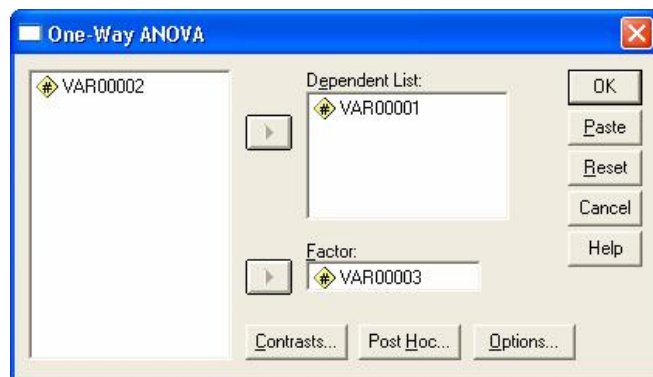 One-Way ANOVA
VAR00002
Dependent List:
VAR00001
Factor:
VAR00003
OK
Paste
Reset
Cancel
Help
Contrasts...
Post Hoc...
Options...